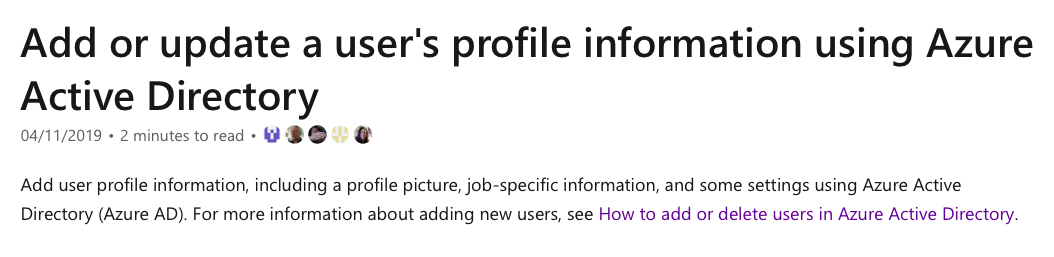 Add or update a user's profile information using Azure
Active Directory
04/11/2019 • 2 minutes to read •
Add user profile information, including a profile picture, job-specific information, and some settings using Azure Active
Directory (Azure AD). For more information about adding new users, see How to add or delete users in Azure Active Directory.